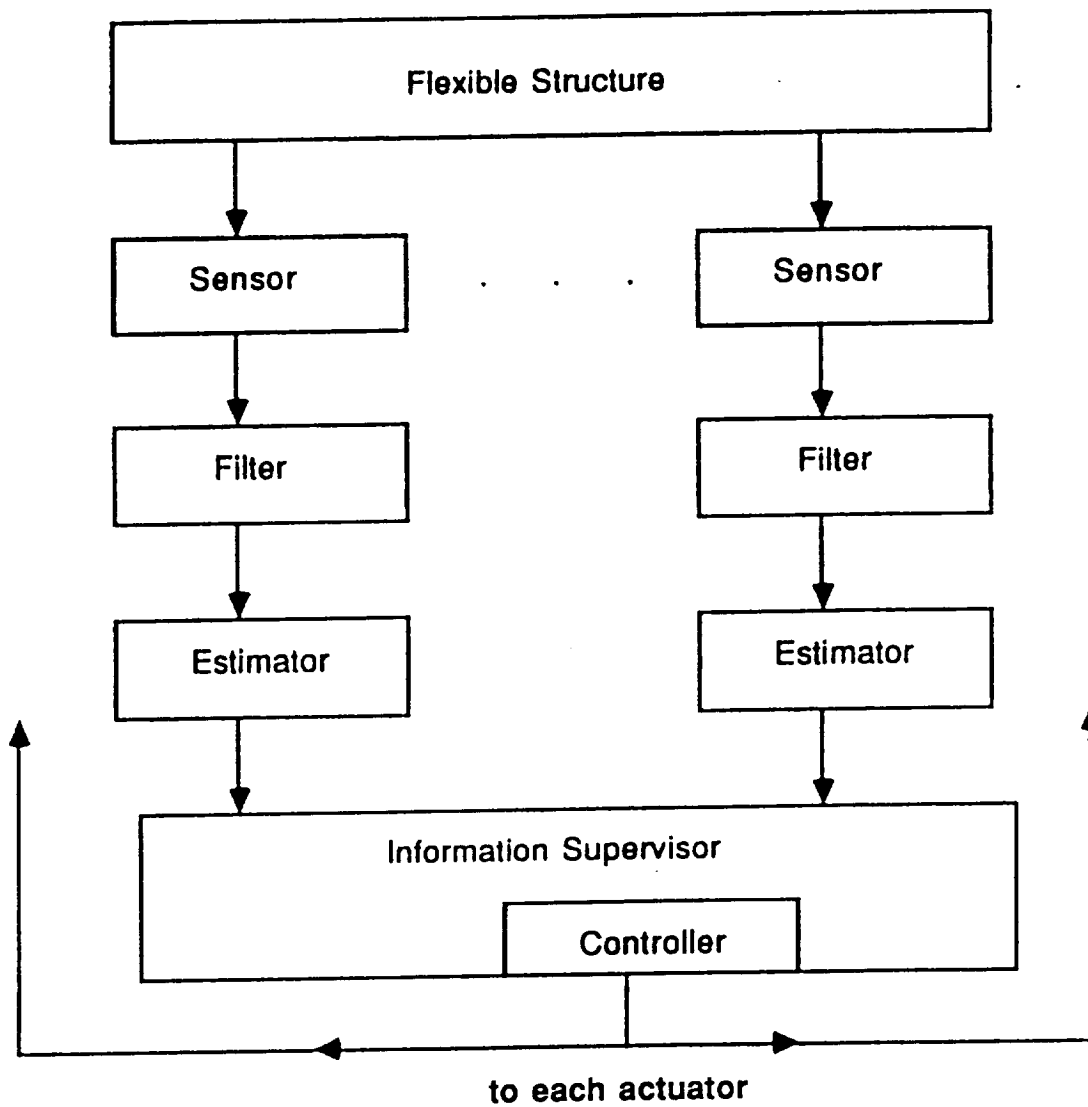 Flexible Structure
Sensor
Sensor
Filter
Filter
Estimator
Estimator
Information Supervisor
Controller
to each actuator